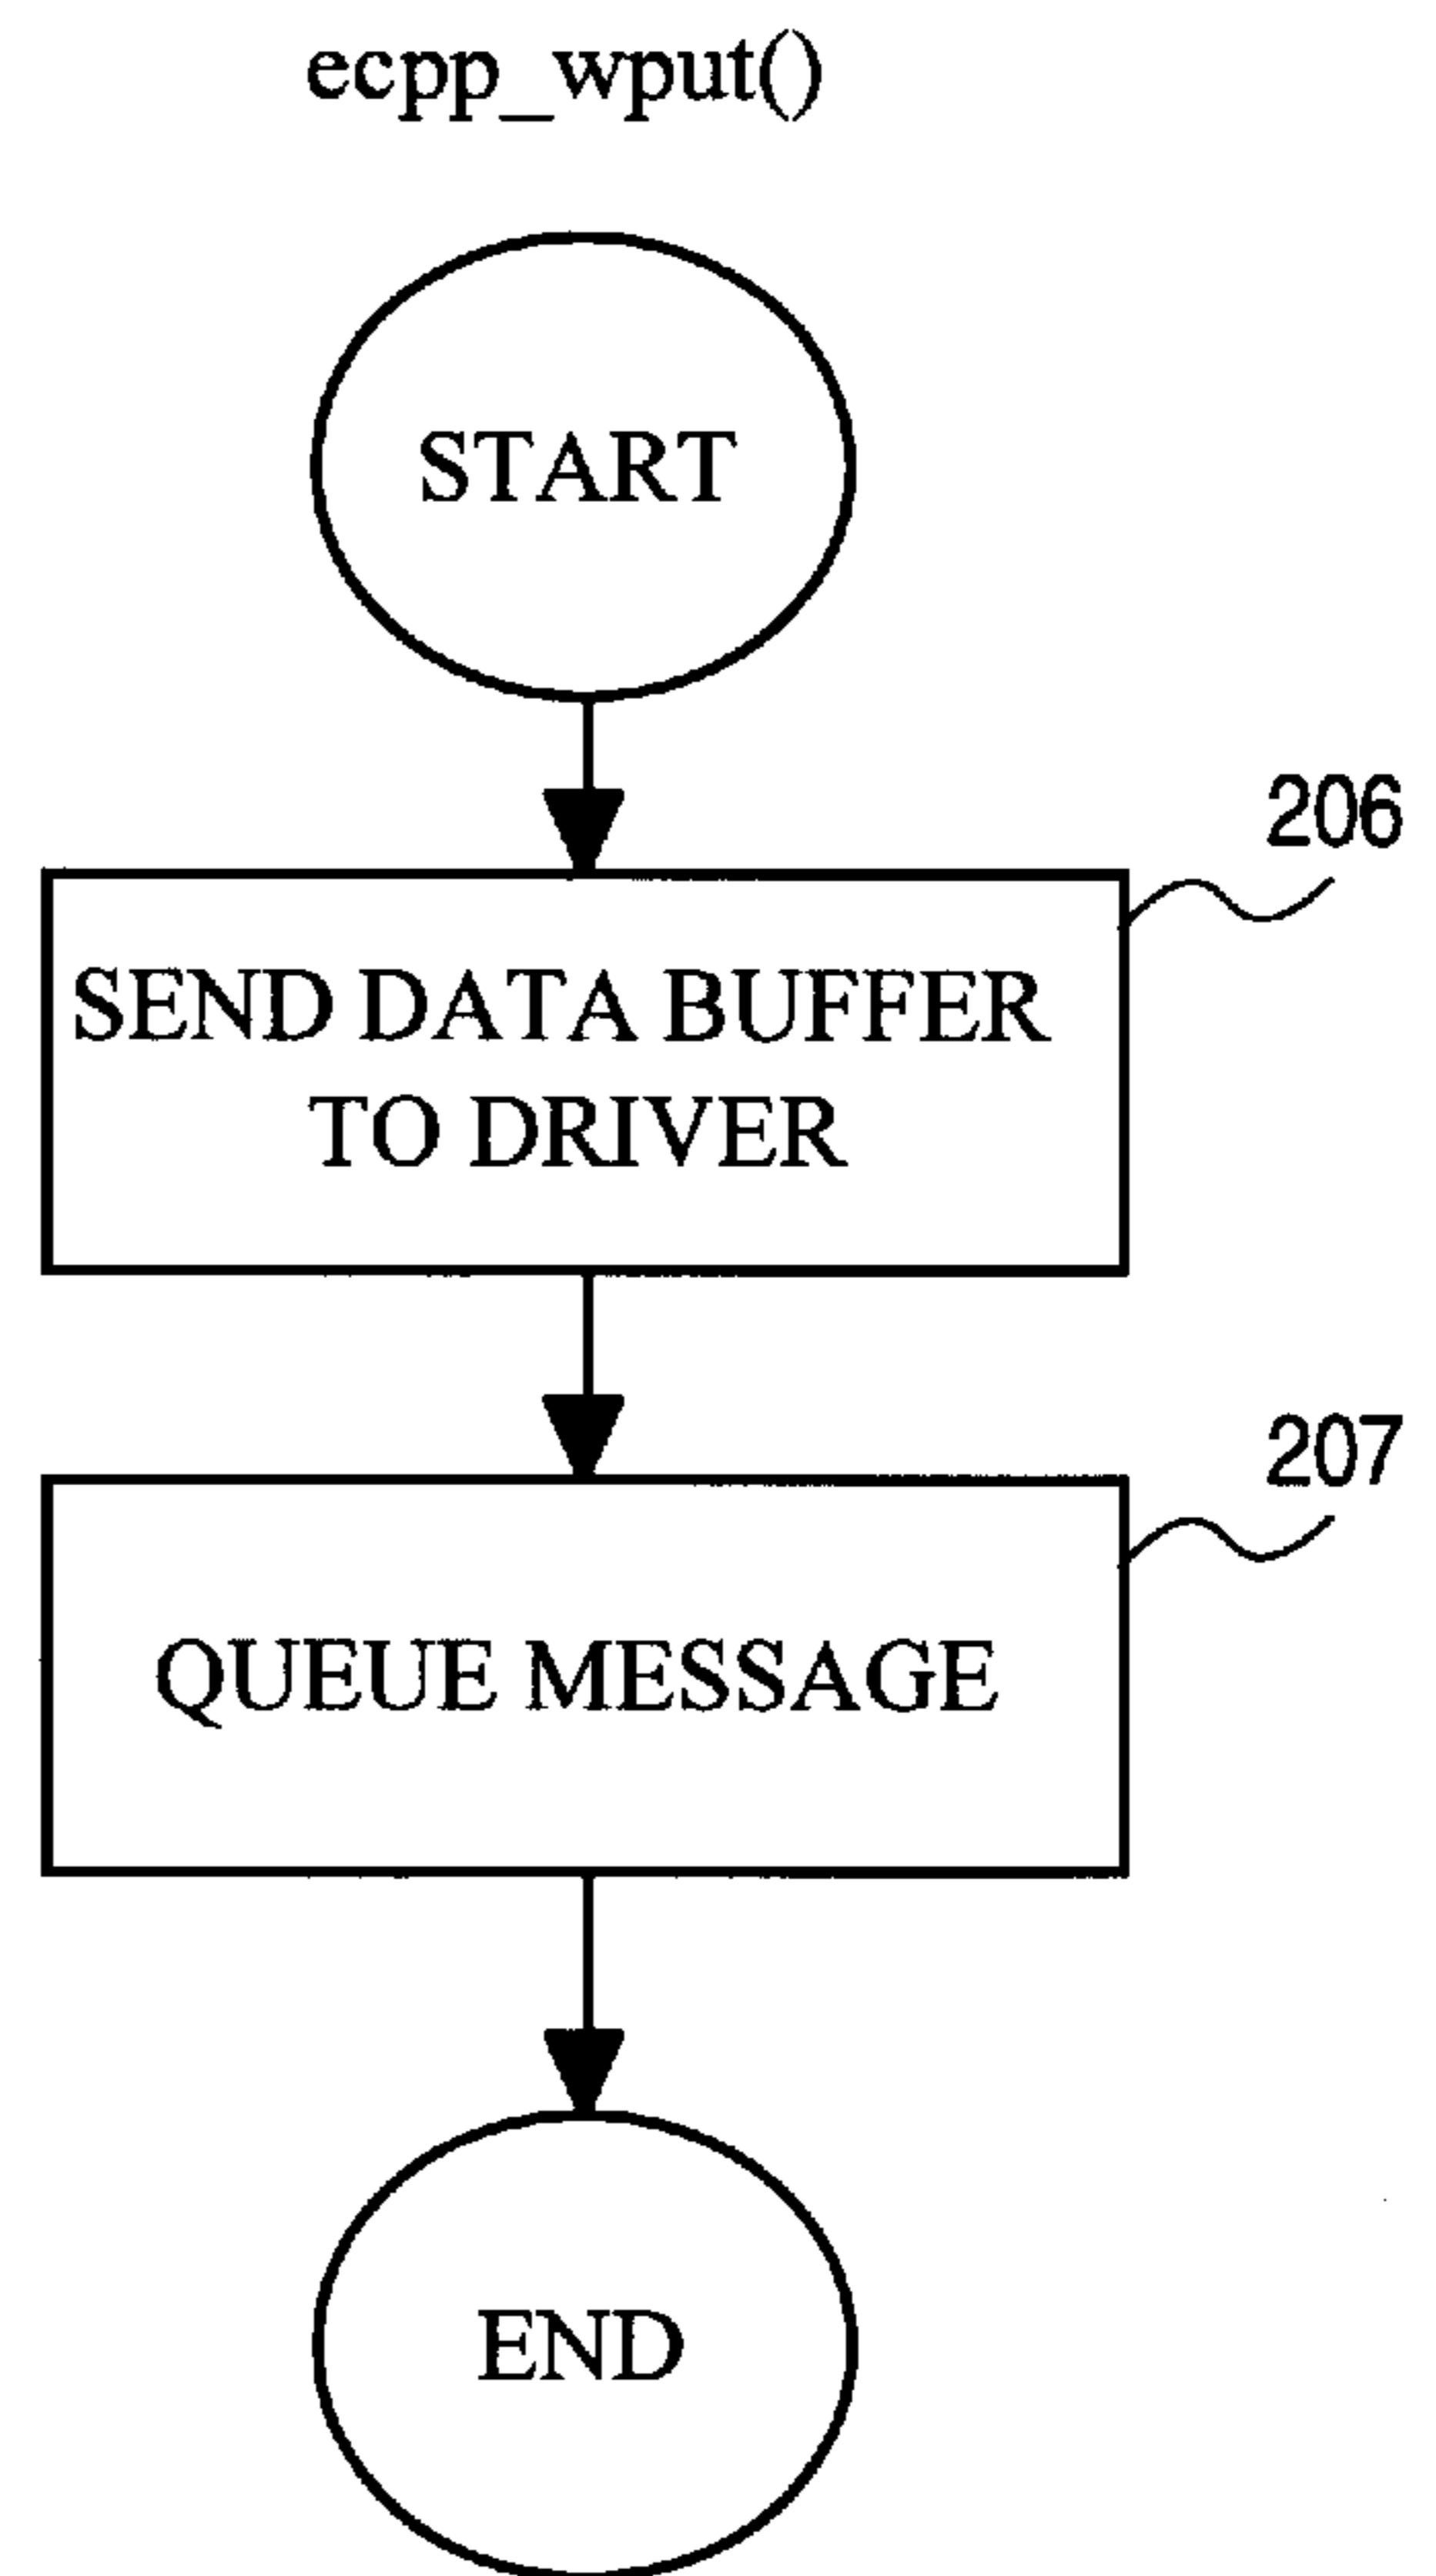 ecpp_wput()
START
206
SEND DATA BUFFER
TO DRIVER
207
QUEUE MESSAGE
END